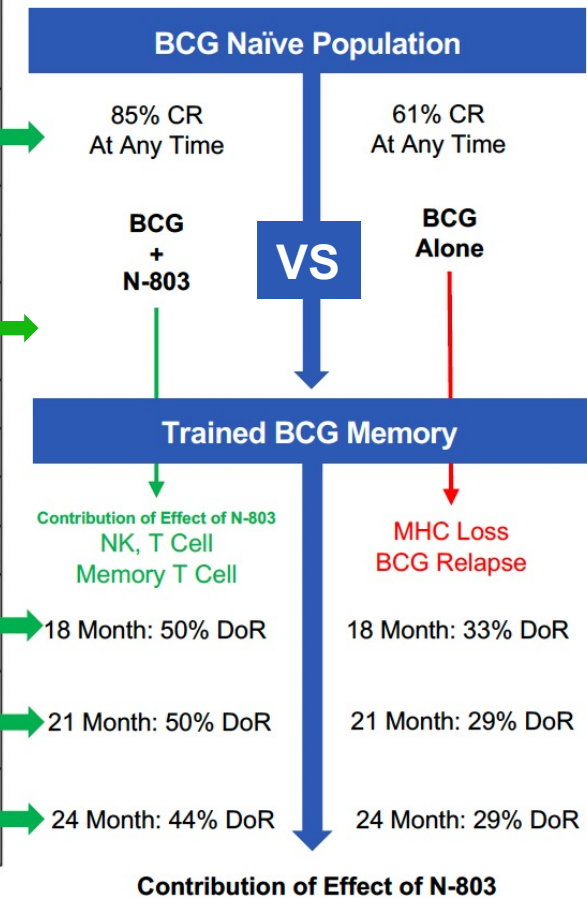 BCG Naïve Population
85% CR
At Any Time
61% CR
At Any Time
BCG
+
N-803
VS
BCG
Alone
Trained BCG Memory
Contribution of Effect of N-803
NK, T Cell
Memory T Cell
MHC Loss
BCG Relapse
18 Month: 50% DoR
18 Month: 33% DoR
21 Month: 50% DoR
21 Month: 29% DoR
24 Month: 44% DoR
24 Month: 29% DoR
Contribution of Effect of N-803